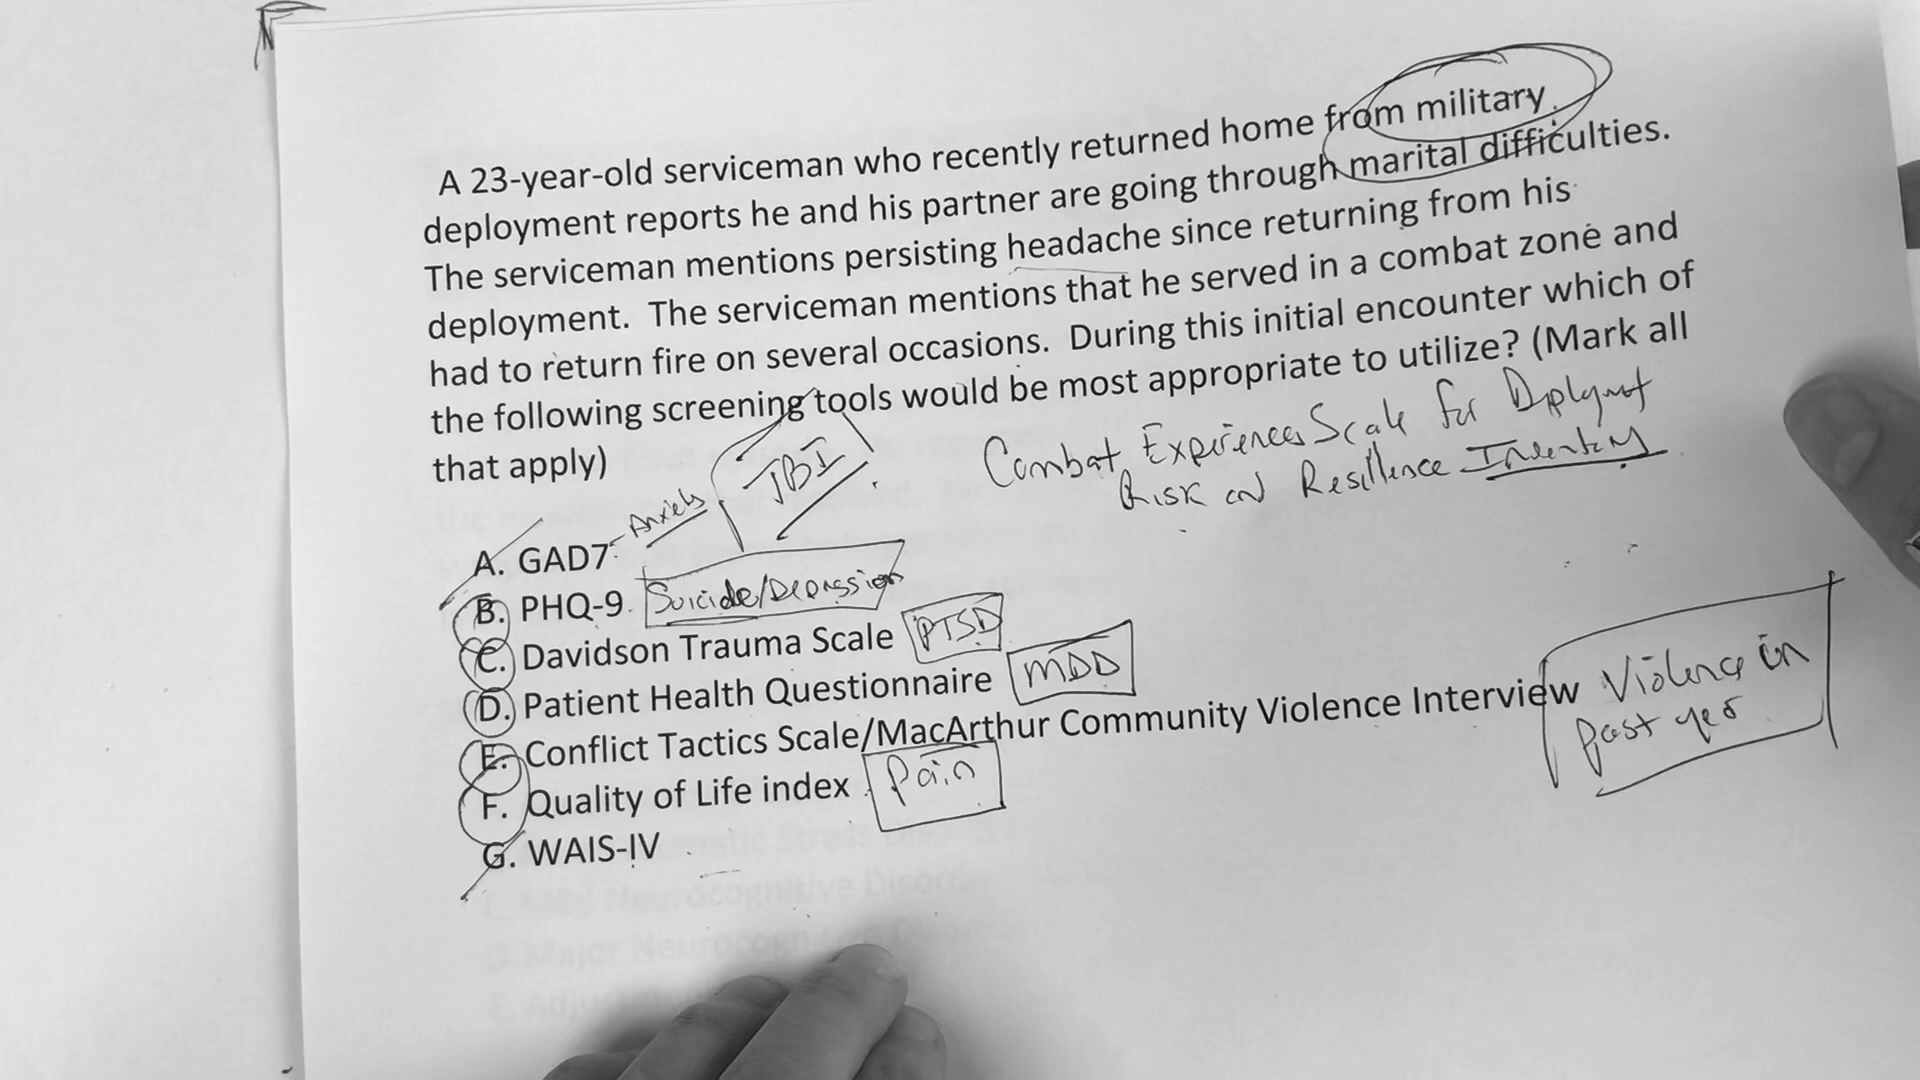 A 23-year-old serviceman who recently returned home from military
deployment reports he and his partner are going through marital difficulties.
The serviceman mentions persisting headache since returning from his
deployment. The serviceman mentions that he served in a combat zone and
had to return fire on several occasions. During this initial encounter which of
the following screening tools would be most appropriate to utilize? (Mark all
that apply)
Combat Experiences Scale for Deployment
Risk and Resilience Inventory
TBI
A. GAD7 - Anxiety
B. PHQ-9 Suicide/Depression
C. Davidson Trauma Scale PTSD
D. Patient Health Questionnaire MDD
E. Conflict Tactics Scale/MacArthur Community Violence Interview Violence in
past year
F. Quality of Life index Pain
G. WAIS-IV